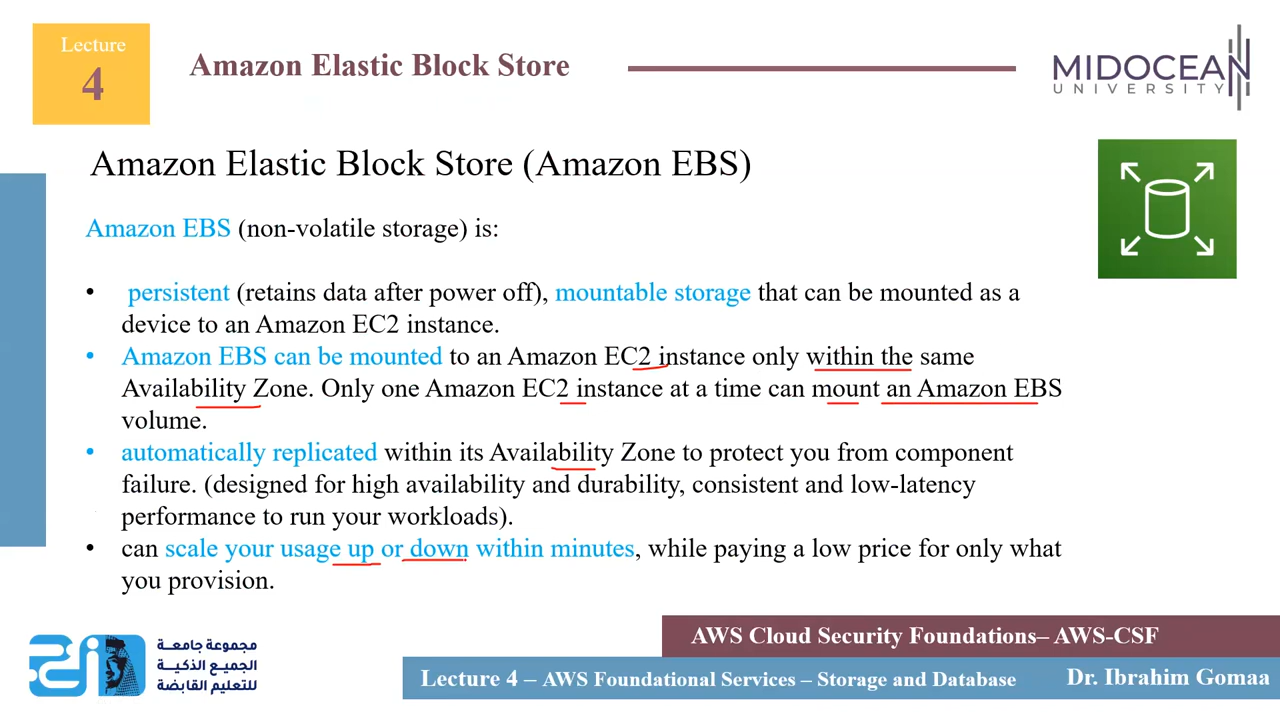 Lecture
4
Amazon Elastic Block Store
MIDOCEAN
UNIVERSITY
Amazon Elastic Block Store (Amazon EBS)
Amazon EBS (non-volatile storage) is:
• persistent (retains data after power off), mountable storage that can be mounted as a
device to an Amazon EC2 instance.
• Amazon EBS can be mounted to an Amazon EC2 instance only within the same
Availability Zone. Only one Amazon EC2 instance at a time can mount an Amazon EBS
volume.
• automatically replicated within its Availability Zone to protect you from component
failure. (designed for high availability and durability, consistent and low-latency
performance to run your workloads).
• can scale your usage up or down within minutes, while paying a low price for only what
you provision.
مجموعة جامعة
الجميع الذكية
للتعليم القابضة
AWS Cloud Security Foundations– AWS-CSF
Lecture 4 – AWS Foundational Services – Storage and Database
Dr. Ibrahim Gomaa